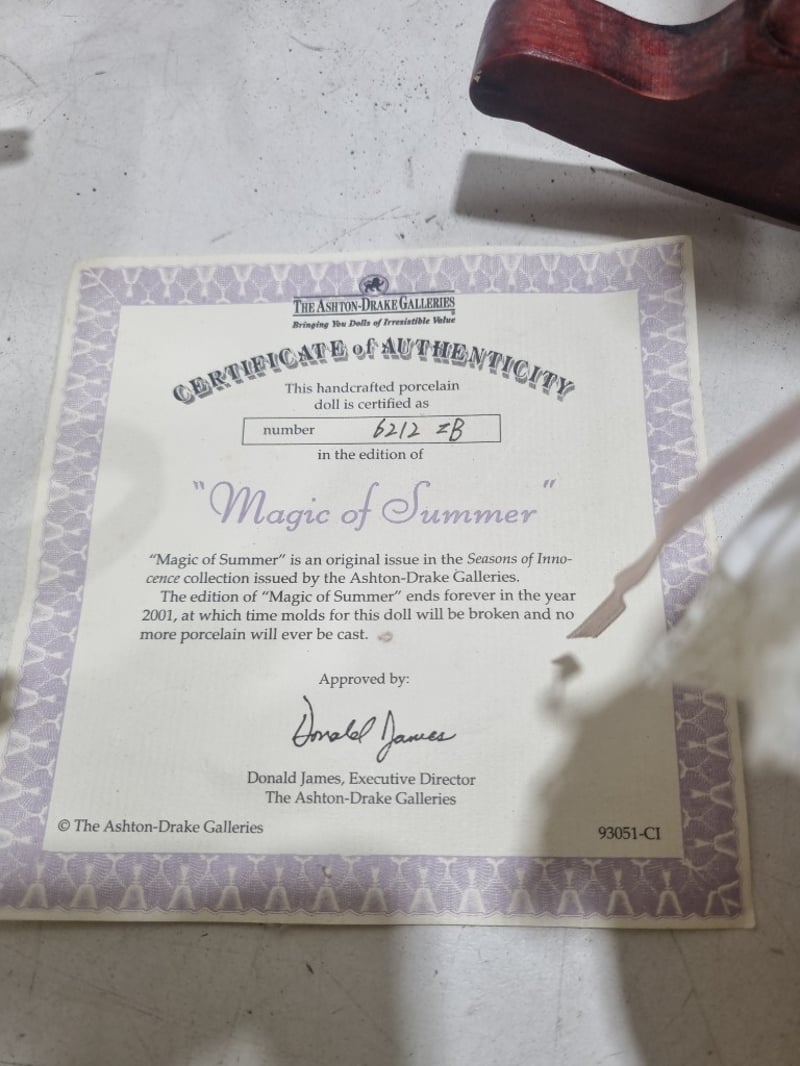 THE ASHTON-DRAKE GALLERIES
Bringing You Dolls of Irresistible Value
CERTIFICATE of AUTHENTICITY
This handcrafted porcelain
doll is certified as
number 6212 ZB
in the edition of
"Magic of Summer"
"Magic of Summer" is an original issue in the Seasons of Inno-
cence collection issued by the Ashton-Drake Galleries.
The edition of "Magic of Summer" ends forever in the year
2001, at which time molds for this doll will be broken and no
more porcelain will ever be cast.
Approved by:
Donald James
Donald James, Executive Director
The Ashton-Drake Galleries
© The Ashton-Drake Galleries
93051-CI